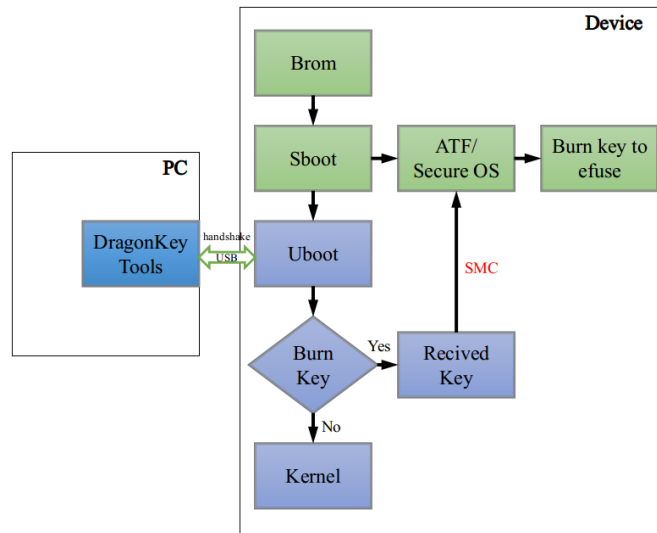 Device
Brom
PC
Sboot
ATF/
Secure OS
Burn key to
efuse
DragonKey
Tools
handshake
USB
Uboot
SMC
Burn
Key
Yes
Recived
Key
No
Kernel